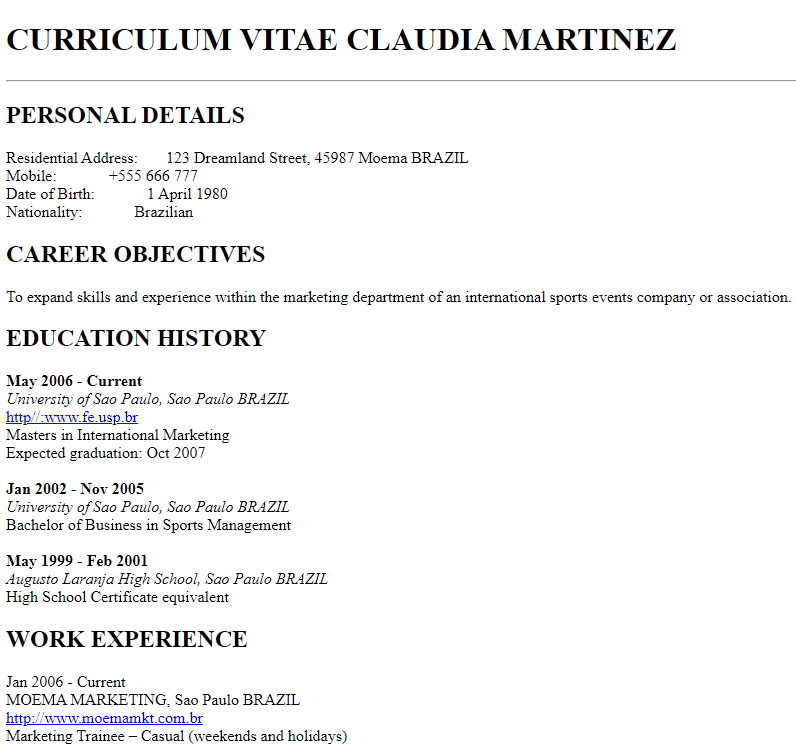 CURRICULUM VITAE CLAUDIA MARTINEZ
PERSONAL DETAILS
Residential Address: 123 Dreamland Street, 45987 Moema BRAZIL
Mobile: +555 666 777
Date of Birth: 1 April 1980
Nationality: Brazilian
CAREER OBJECTIVES
To expand skills and experience within the marketing department of an international sports events company or association.
EDUCATION HISTORY
May 2006 - Current
University of Sao Paulo, Sao Paulo BRAZIL
http//:www.fe.usp.br
Masters in International Marketing
Expected graduation: Oct 2007
Jan 2002 - Nov 2005
University of Sao Paulo, Sao Paulo BRAZIL
Bachelor of Business in Sports Management
May 1999 - Feb 2001
Augusto Laranja High School, Sao Paulo BRAZIL
High School Certificate equivalent
WORK EXPERIENCE
Jan 2006 - Current
MOEMA MARKETING, Sao Paulo BRAZIL
http://www.moemamkt.com.br
Marketing Trainee – Casual (weekends and holidays)